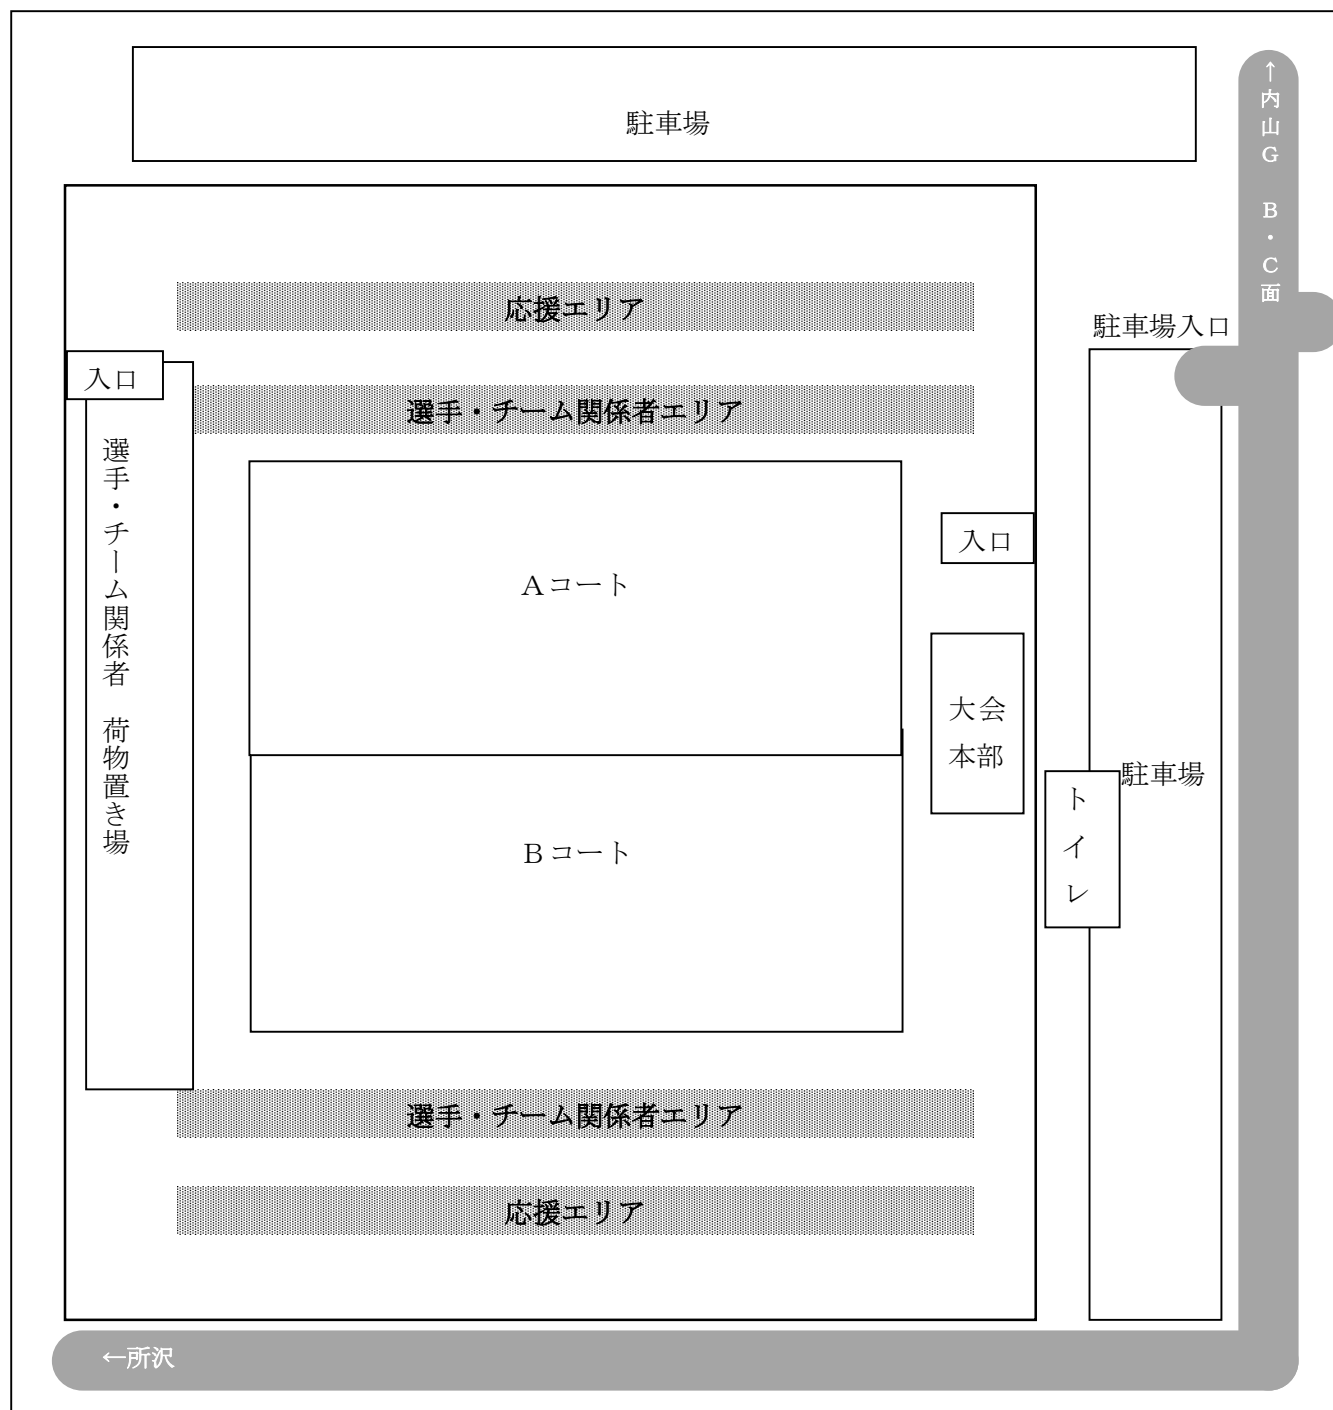 駐車場
↑内山G　B・C面
応援エリア
駐車場入口
入口
選手・チーム関係者エリア
選手・チーム関係者　荷物置き場
入口
Aコート
大会
本部
駐車場
トイレ
Bコート
選手・チーム関係者エリア
応援エリア
←所沢